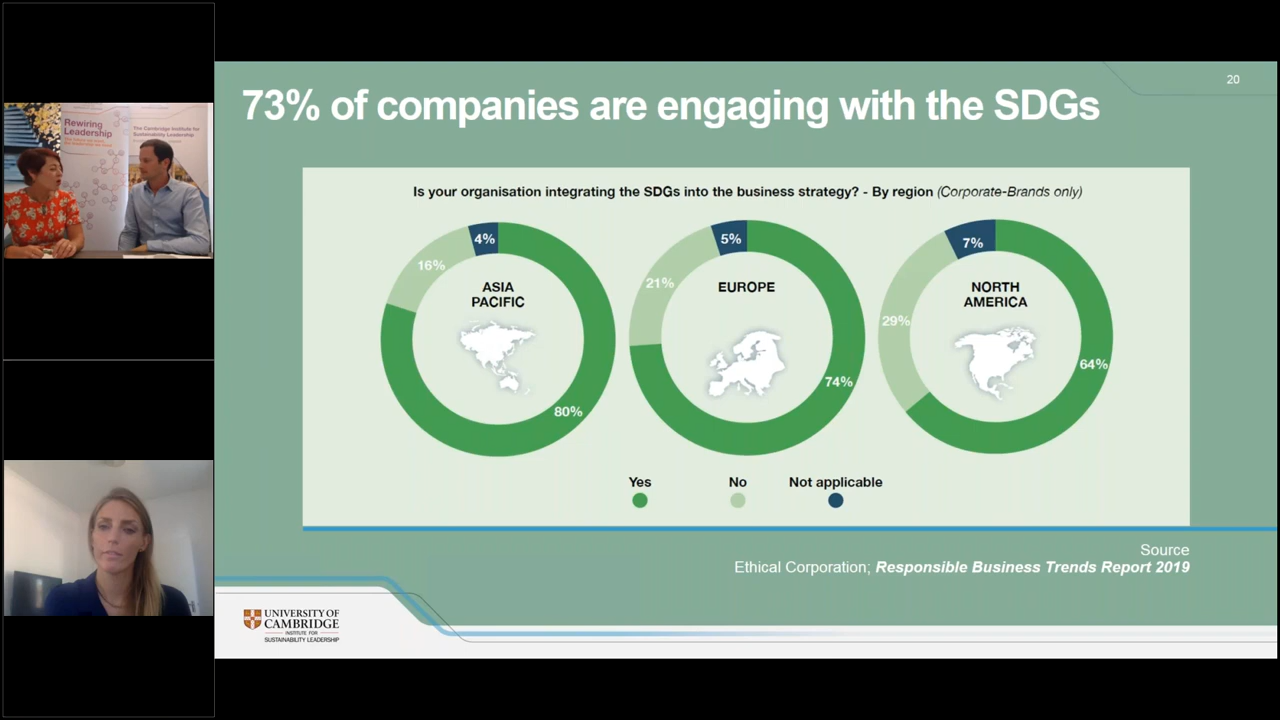 20
73% of companies are engaging with the SDGs
Is your organisation integrating the SDGs into the business strategy? - By region (Corporate-Brands only)
4%
16%
ASIA
PACIFIC
80%
5%
21%
EUROPE
74%
7%
29%
NORTH
AMERICA
64%
Yes
No
Not applicable
Source
Ethical Corporation; Responsible Business Trends Report 2019
UNIVERSITY OF
CAMBRIDGE
INSTITUTE FOR
SUSTAINABILITY LEADERSHIP
Rewiring
Leadership
The Cambridge Institute for
Sustainability Leadership